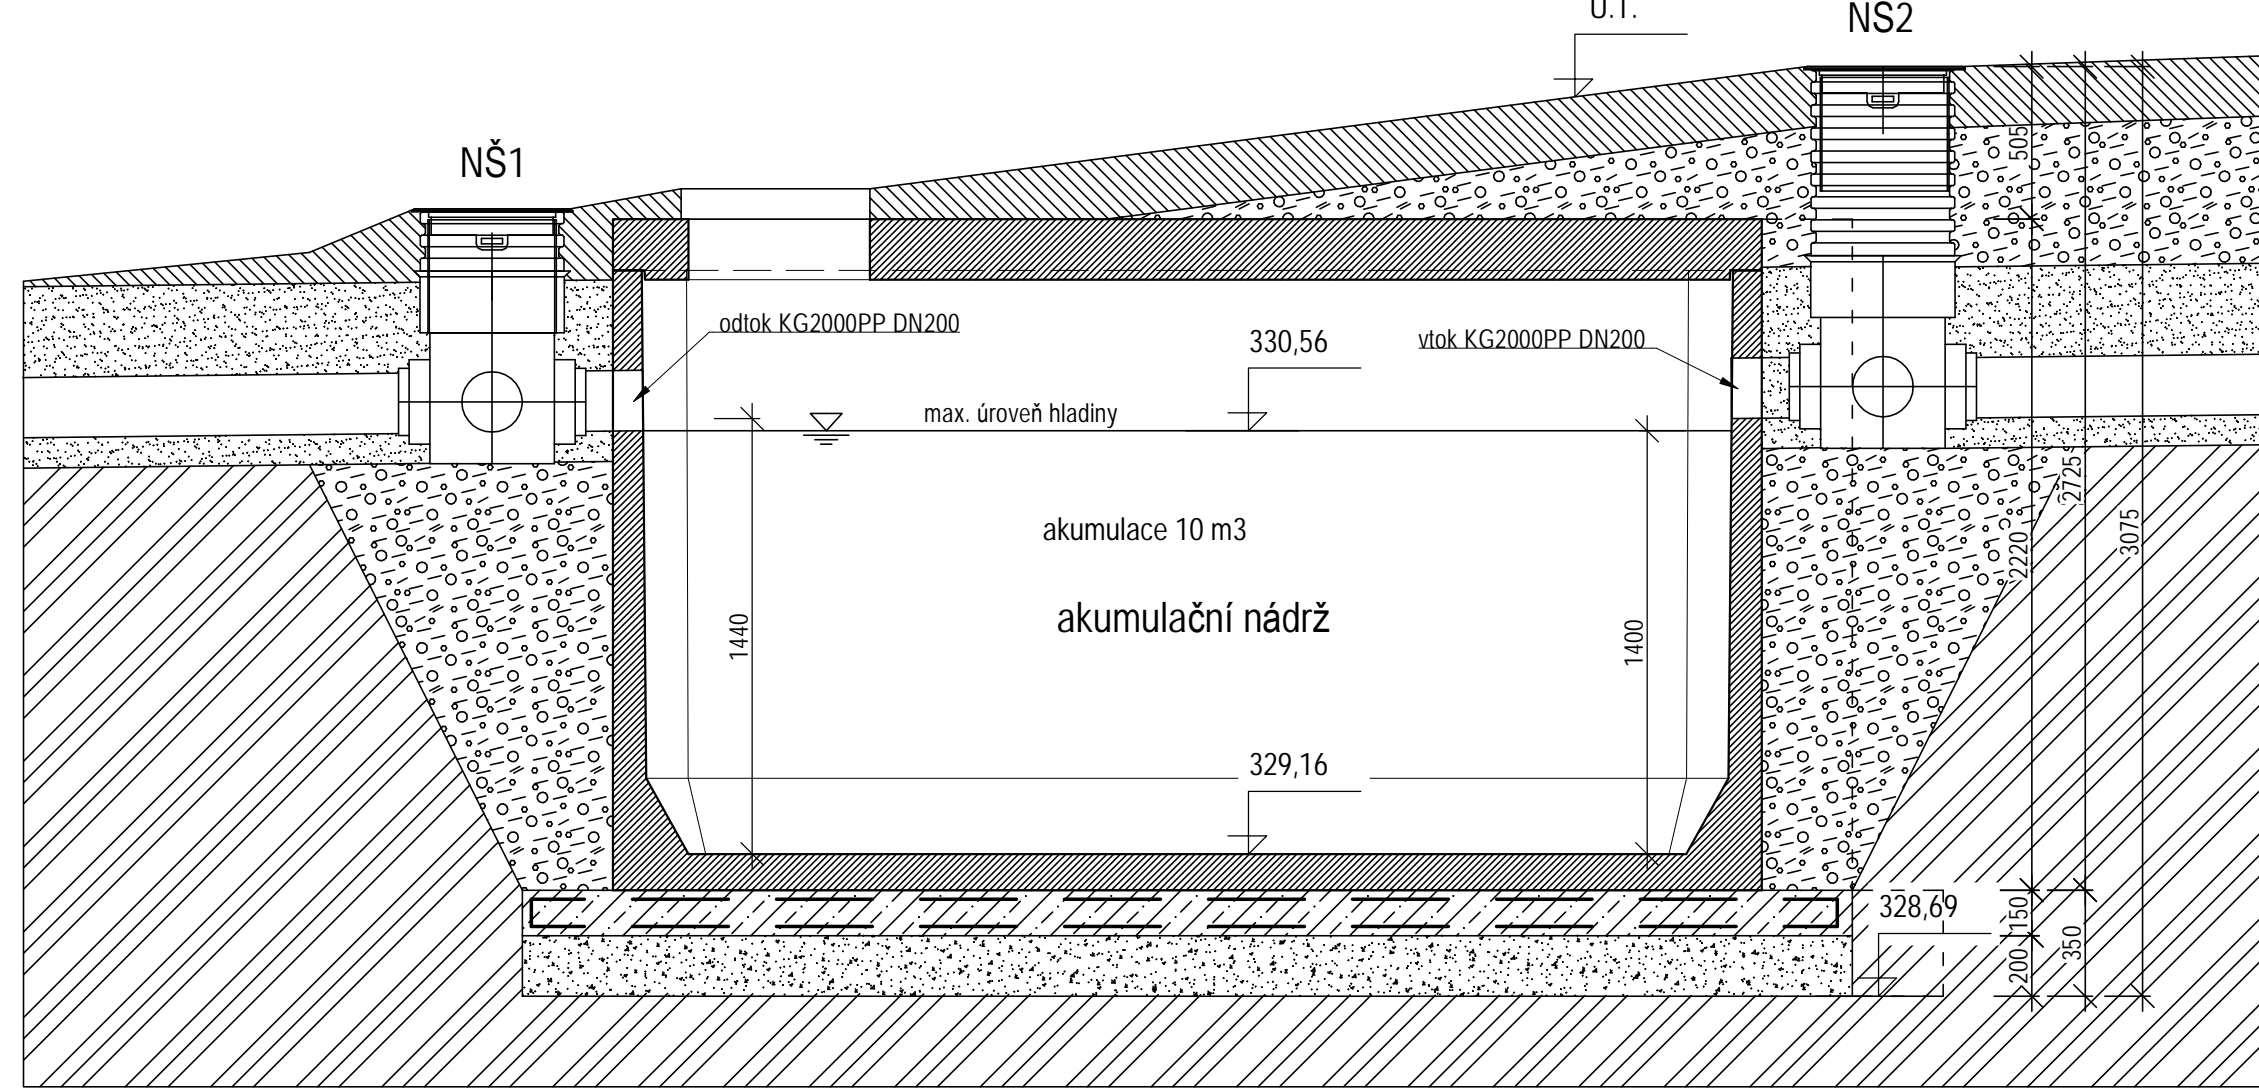 U.T.
NŠ2
NŠ1
505
odtok KG2000PP DN200
330,56
vtok KG2000PP DN200
max. úroveň hladiny
2725
akumulace 10 m3
3075
2220
akumulační nádrž
1440
1400
329,16
328,69
150
350
200